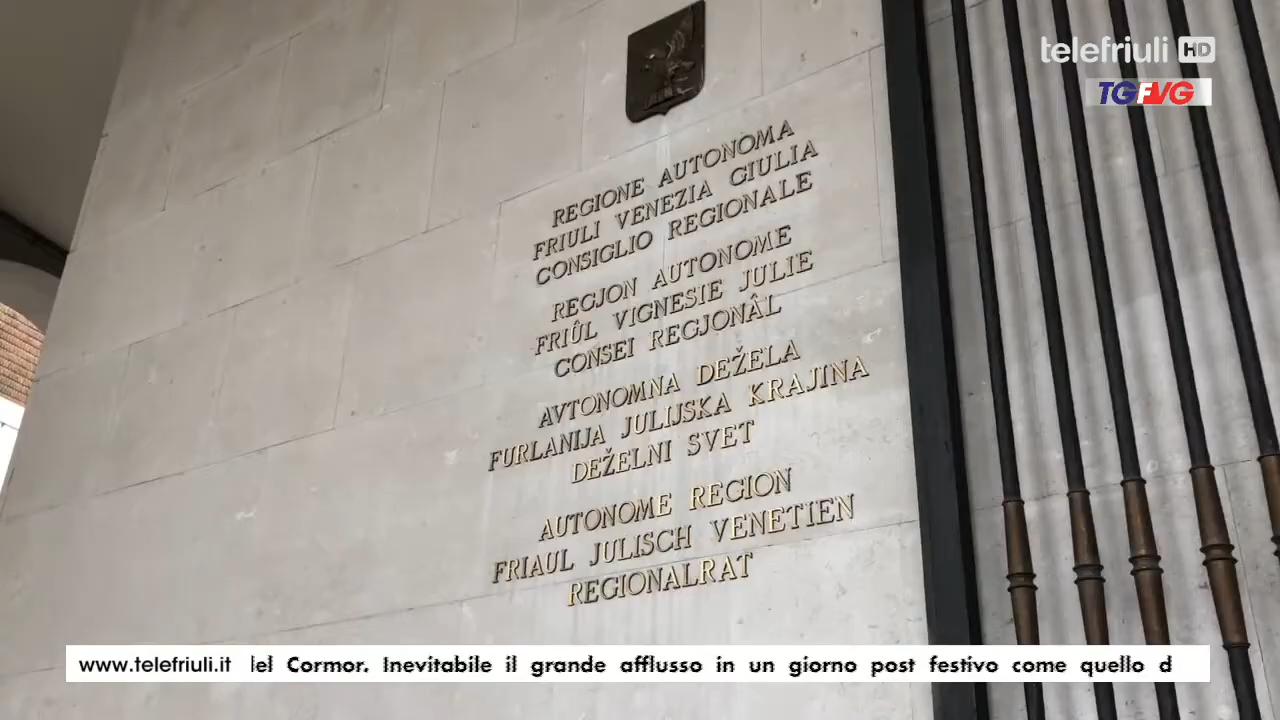 telefriuli HD
TGFVG
REGIONE AUTONOMA
FRIULI VENEZIA GIULIA
CONSIGLIO REGIONALE
REGJON AUTONOME
FRIÛL VIGNESIE JULIE
CONSEI REGJONÂL
AVTONOMNA DEŽELA
FURLANIJA JULIJSKA KRAJINA
DEŽELNI SVET
AUTONOME REGION
FRIAUL JULISCH VENETIEN
REGIONALRAT
www.telefriuli.it Cormor. Inevitabile il grande afflusso in un giorno post festivo come quello d